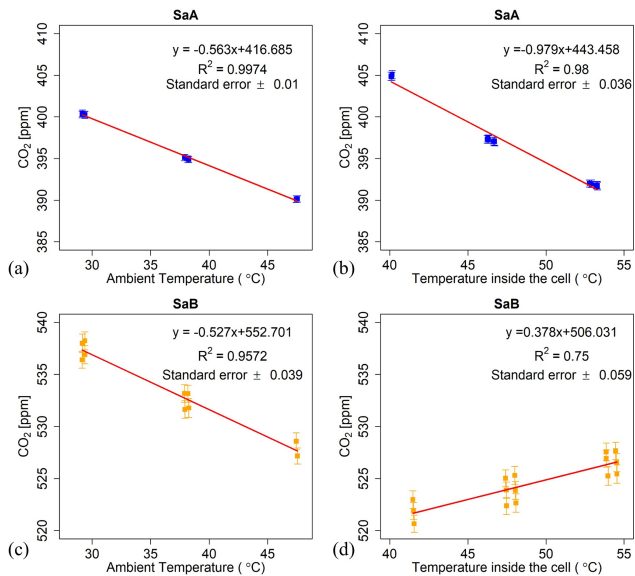 SaA
y = -0.563x+416.685
R² = 0.9974
Standard error ± 0.01
CO₂ [ppm]
410
405
400
395
390
385
30
35
40
45
Ambient Temperature ( °C)
(a)
SaA
y =-0.979x+443.458
R² = 0.98
Standard error ± 0.036
CO₂ [ppm]
410
405
400
395
390
385
40
45
50
55
Temperature inside the cell ( °C)
(b)
SaB
y = -0.527x+552.701
R² = 0.9572
Standard error ± 0.039
CO₂ [ppm]
540
535
530
525
520
30
35
40
45
Ambient Temperature ( °C)
(c)
SaB
y =0.378x+506.031
R² = 0.75
Standard error ± 0.059
CO₂ [ppm]
540
535
530
525
520
40
45
50
55
Temperature inside the cell ( °C)
(d)